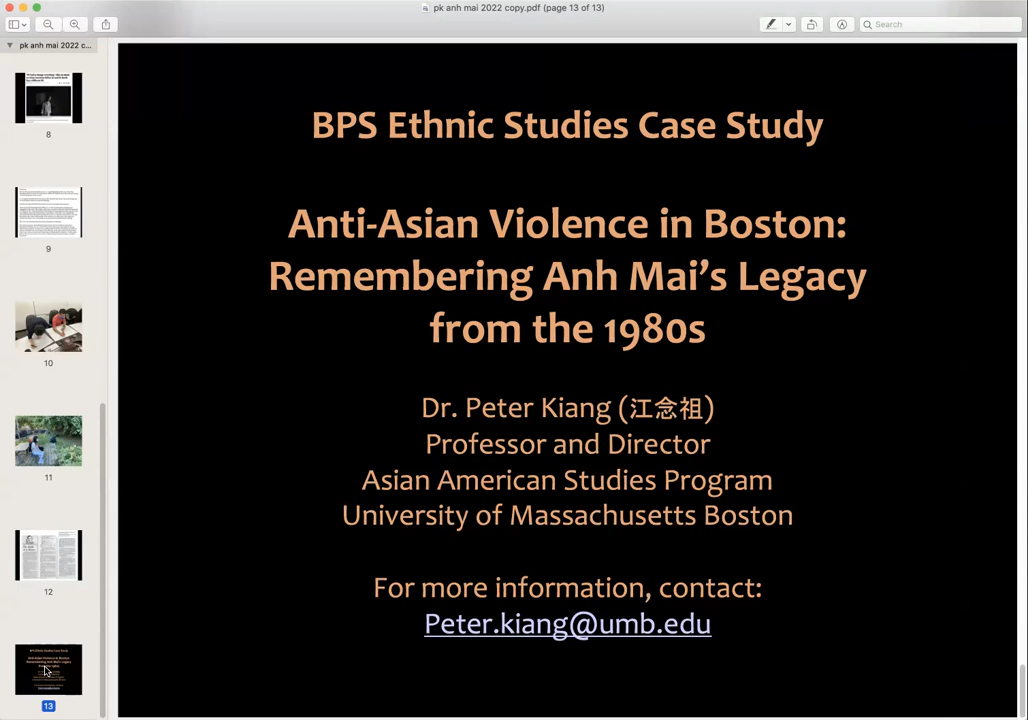 pk anh mai 2022 copy.pdf (page 13 of 13)
Search
pk anh mai 2022 c...
8
9
10
11
12
13
BPS Ethnic Studies Case Study
Anti-Asian Violence in Boston:
Remembering Anh Mai’s Legacy
from the 1980s
Dr. Peter Kiang (江念祖)
Professor and Director
Asian American Studies Program
University of Massachusetts Boston
For more information, contact:
Peter.kiang@umb.edu